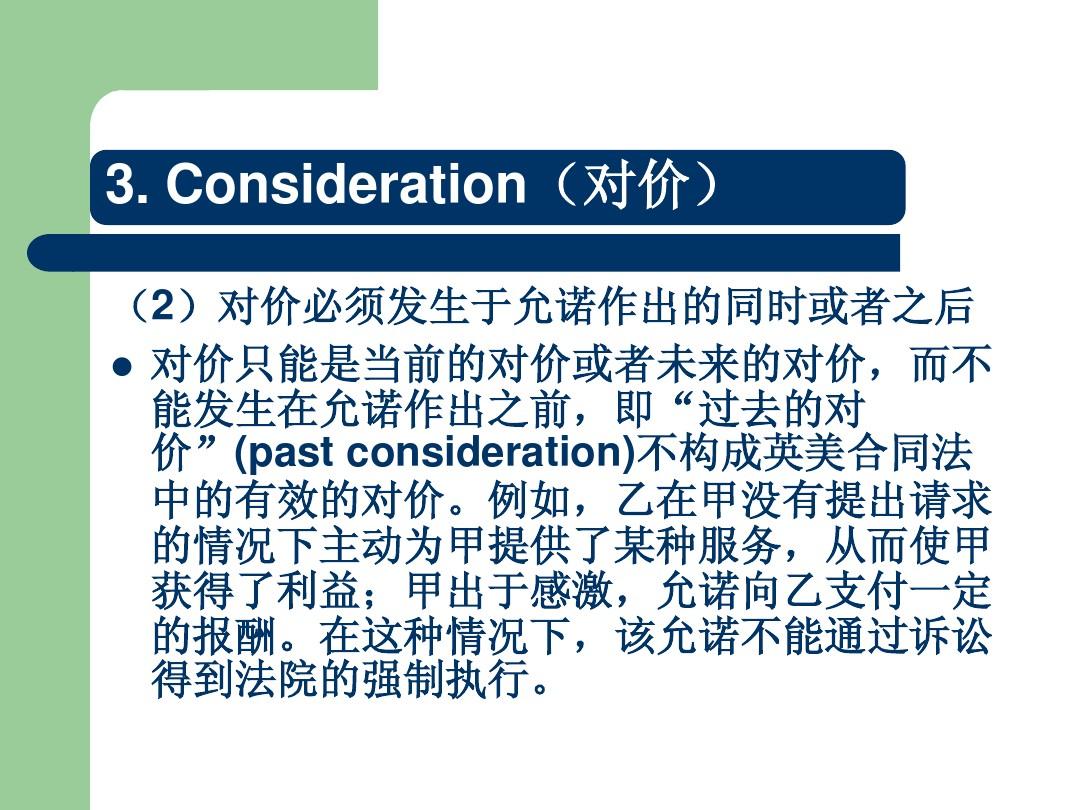 3. Consideration（对价）
（2）对价必须发生于允诺作出的同时或者之后
● 对价只能是当前的对价或者未来的对价，而不
能发生在允诺作出之前，即“过去的对
价”(past consideration)不构成英美合同法
中的有效的对价。例如，乙在甲没有提出请求
的情况下主动为甲提供了某种服务，从而使甲
获得了利益；甲出于感激，允诺向乙支付一定
的报酬。在这种情况下，该允诺不能通过诉讼
得到法院的强制执行。